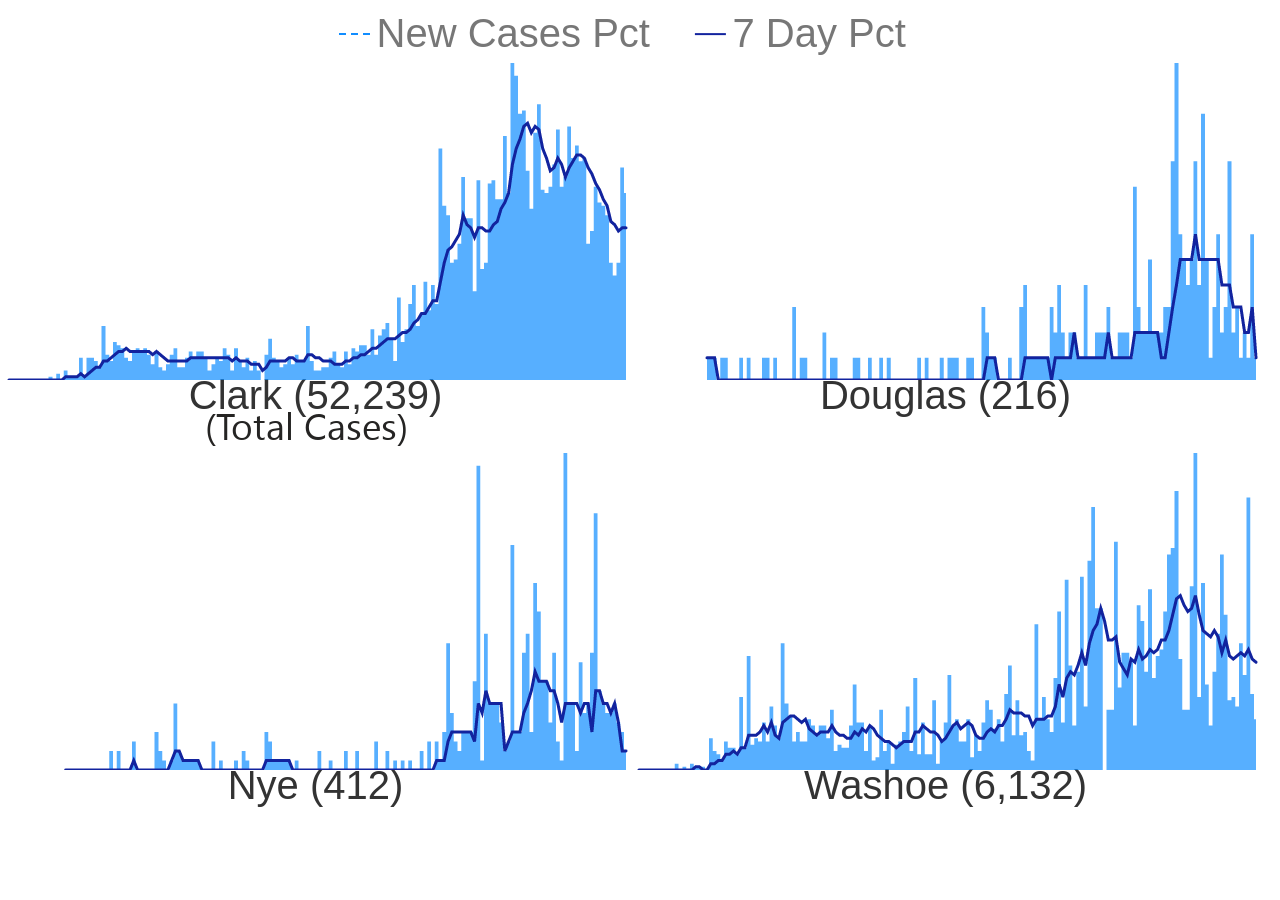 New Cases Pct 7 Day Pct
Clark (52,239)
(Total Cases)
Douglas (216)
Nye (412)
Washoe (6,132)